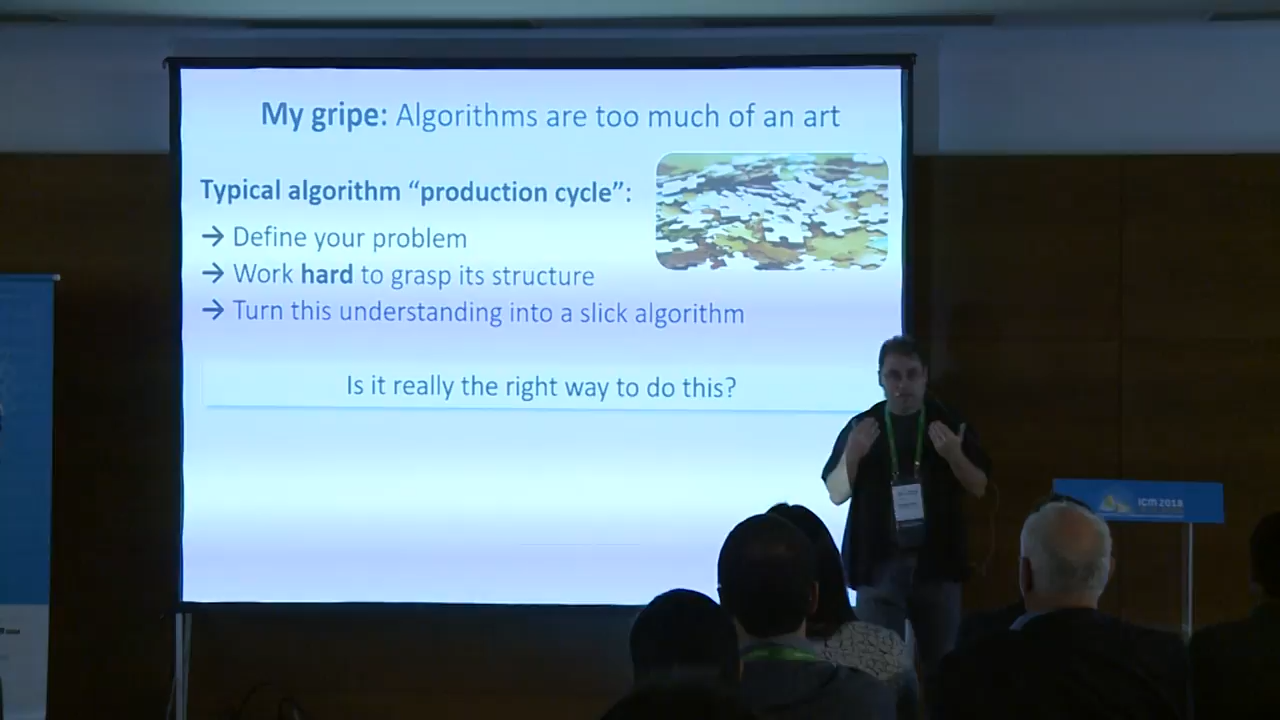 My gripe: Algorithms are too much of an art
Typical algorithm “production cycle”:
→ Define your problem
→ Work hard to grasp its structure
→ Turn this understanding into a slick algorithm
Is it really the right way to do this?
ICM 2018